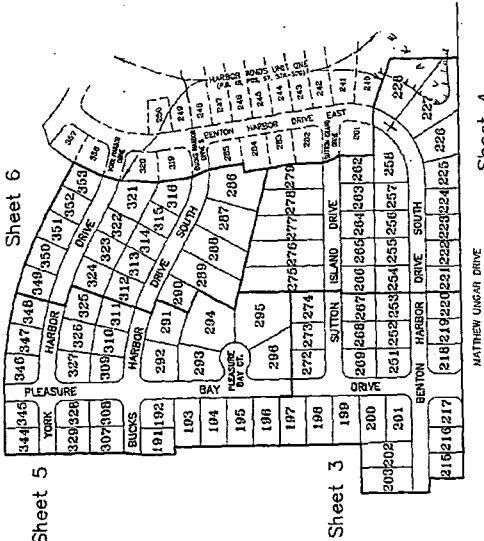 Sheet 6
Sheet 5
Sheet 3
Sheet 4
HARBOR WINDS UNIT ONE
BENTON HARBOR DRIVE EAST
346 347 348 349 350 351 352 353
344 345
YORK HARBOR DRIVE
327 326 325 324 323 322 321
329 328
307 308
309 310 311 312 313 314 315 316
BUCKS HARBOR DRIVE SOUTH
191 192
292 291 290 289 288 287 286
293 294
PLEASURE BAY DRIVE
PLEASURE BAY CT.
295
296
193 194 195 196 197 198 199 200 201
272 273 274 275 276 277 278 279
SUTTON ISLAND DRIVE
209 268 267 266 265 264 263 262
251 252 253 254 255 256 257 258
203 202
BENTON HARBOR DRIVE SOUTH
215 216 217
218 219 220 221 222 223 224 225 226 227 228
320
319
250
249
248
247
246
245
244
243
242
241
240
MATTHEW UNGAR DRIVE